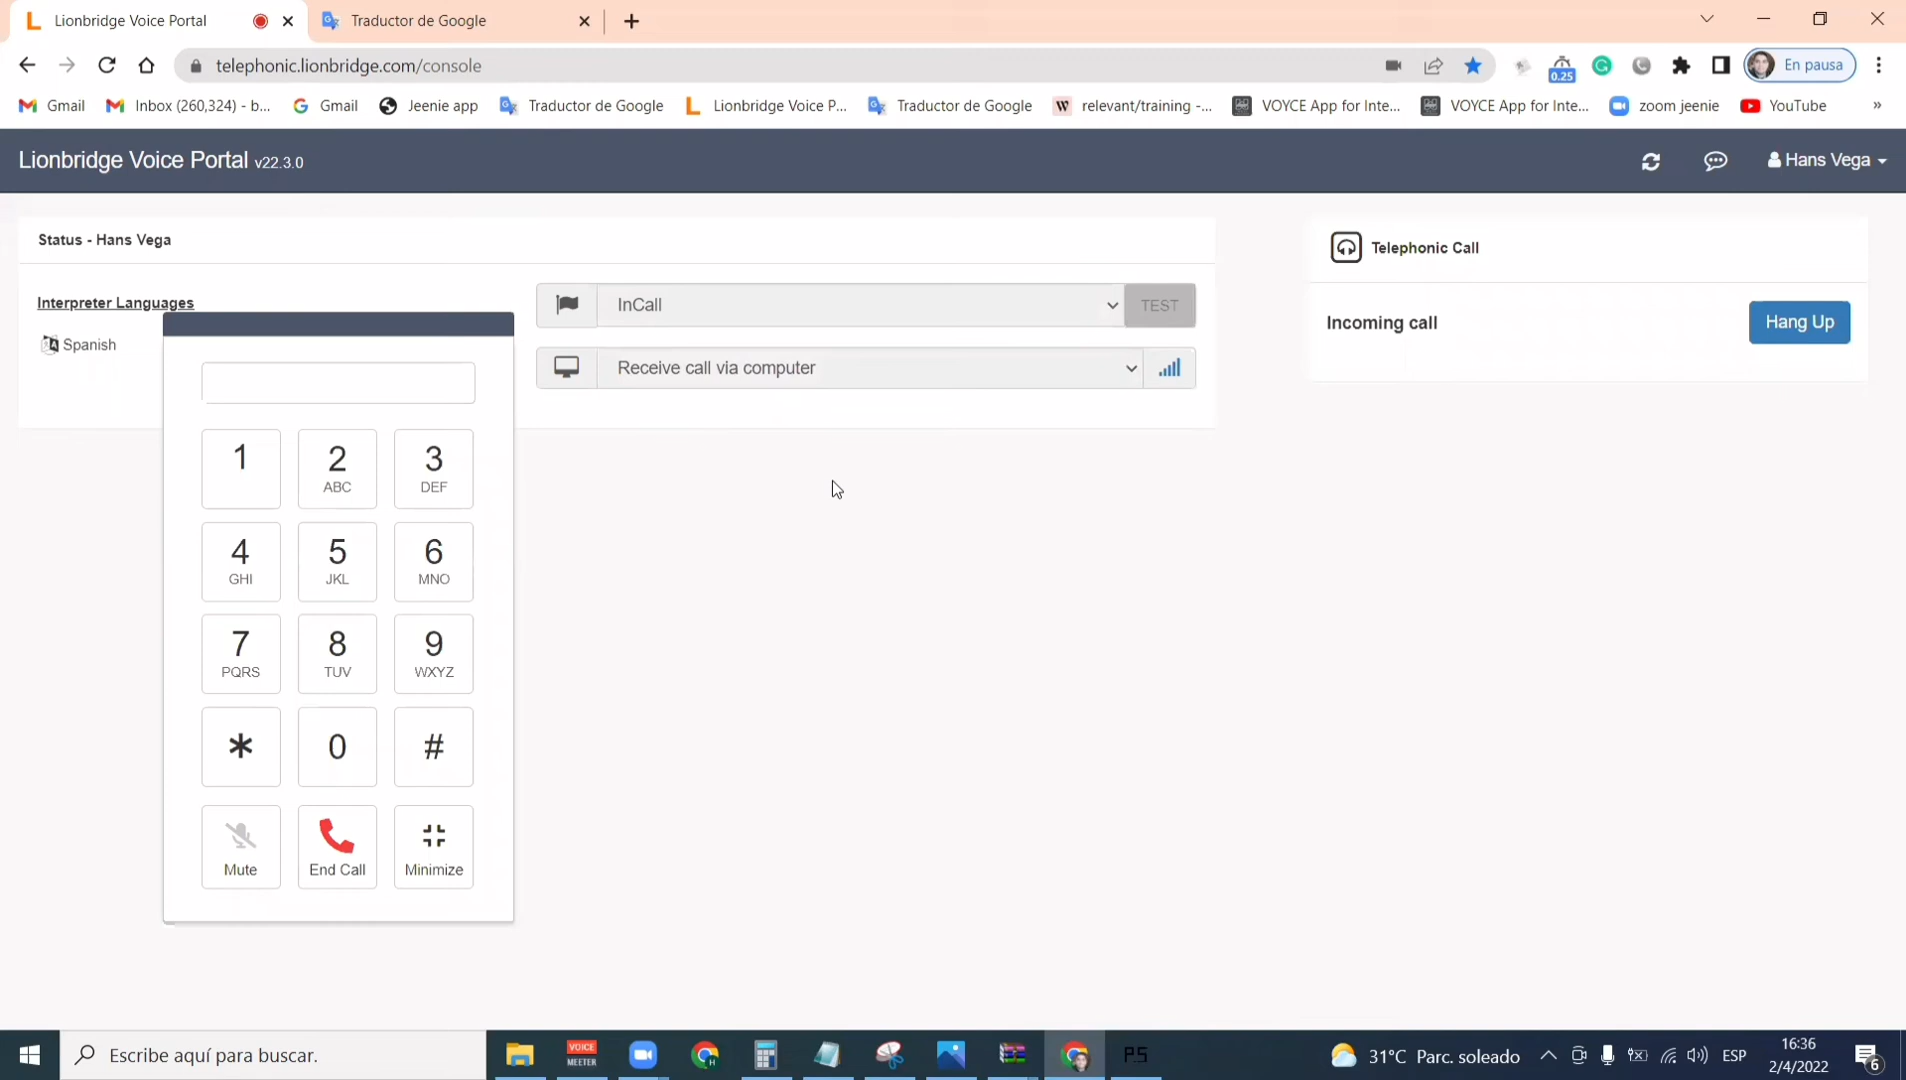 Lionbridge Voice Portal
Traductor de Google
telephonic.lionbridge.com/console
0.25
En pausa
Gmail
Inbox (260,324) - b...
Gmail
Jeenie app
Traductor de Google
Lionbridge Voice P...
Traductor de Google
relevant/training -...
VOYCE App for Inte...
VOYCE App for Inte...
zoom jeenie
YouTube
»
Lionbridge Voice Portal v22.3.0
Hans Vega
Status - Hans Vega
Telephonic Call
Interpreter Languages
InCall
TEST
Incoming call
Hang Up
Spanish
Receive call via computer
1
2
ABC
3
DEF
4
GHI
5
JKL
6
MNO
7
PQRS
8
TUV
9
WXYZ
*
0
#
Mute
End Call
Minimize
Escribe aquí para buscar.
VOICE
MEETER
P5
31°C Parc. soleado
ESP
16:36
2/4/2022
6